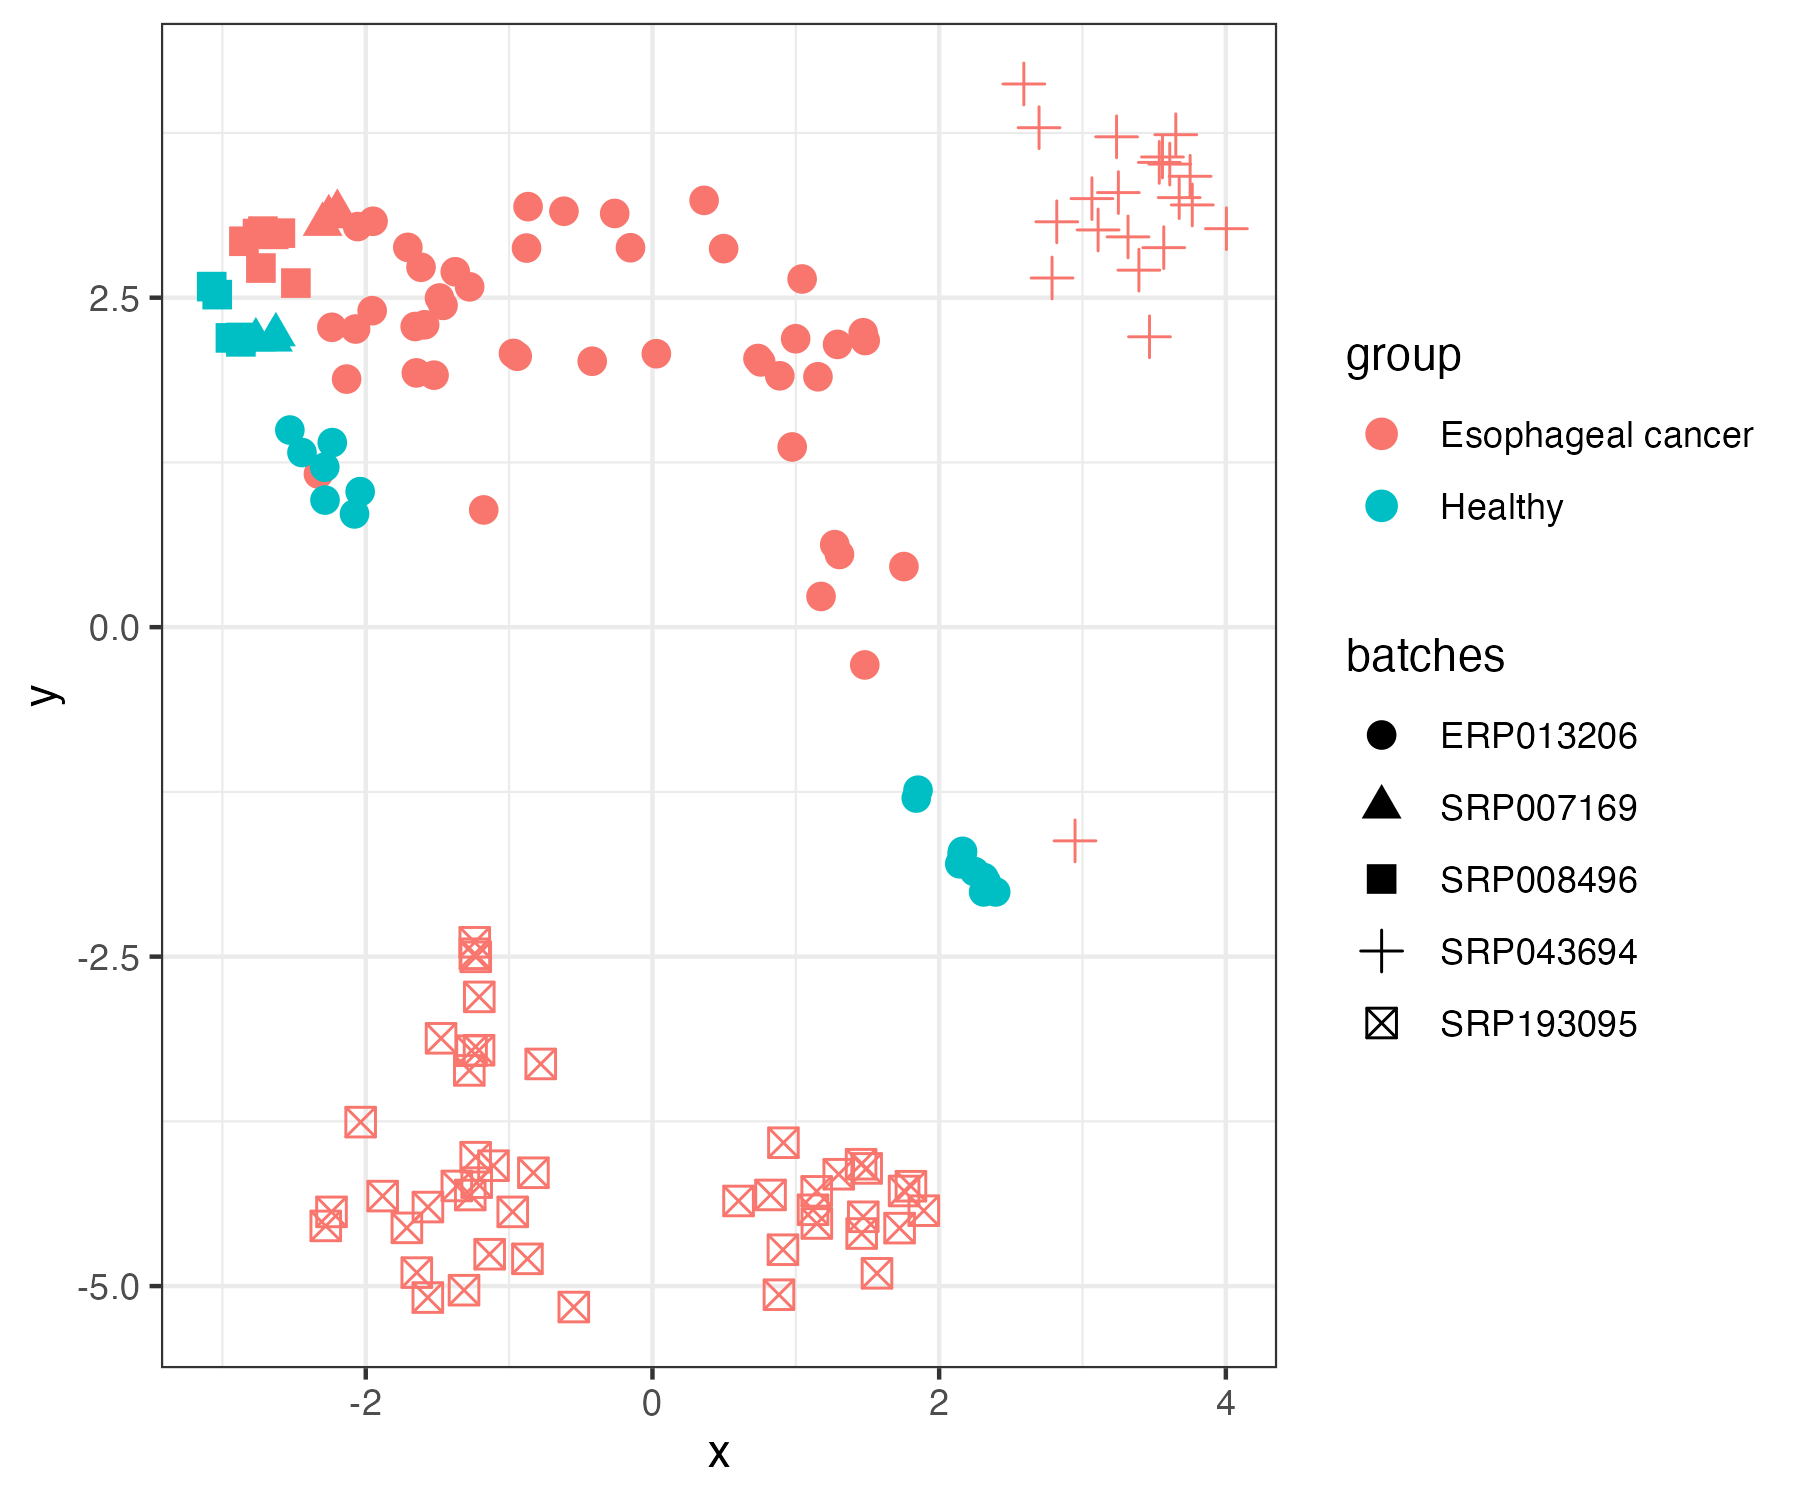 2.5
0.0
-2.5
-5.0
y
-2
0
2
4
x
group
Esophageal cancer
Healthy
batches
ERP013206
SRP007169
SRP008496
SRP043694
SRP193095